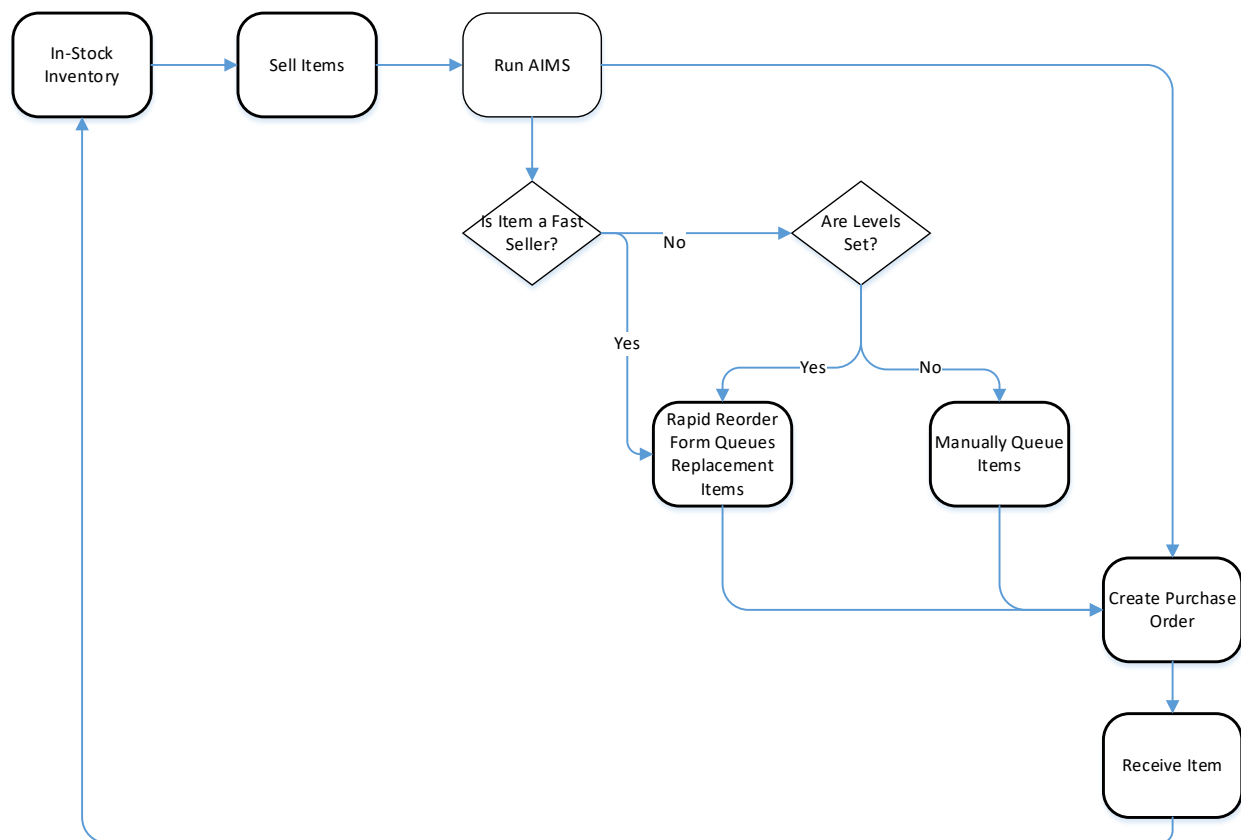 In-Stock
Inventory
Sell Items
Run AIMS
Is Item a Fast
Seller?
No
Are Levels
Set?
Yes
Yes
No
Rapid Reorder
Form Queues
Replacement
Items
Manually Queue
Items
Create Purchase
Order
Receive Item